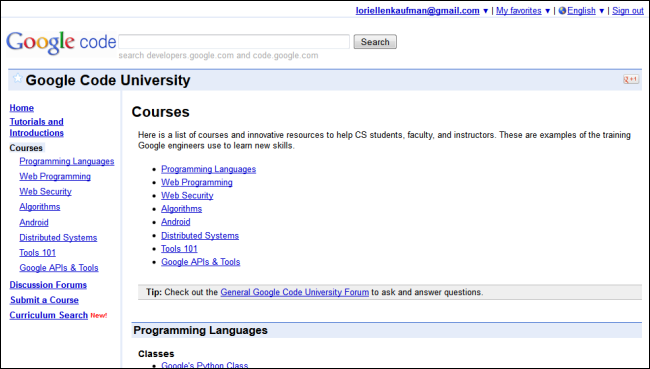 loriellenkaufman@gmail.com ▼ | My favorites ▼ | English ▼ | Sign out
Google code
Search
search developers.google.com and code.google.com
Google Code University
+1
Home
Tutorials and
Introductions
Courses
Programming Languages
Web Programming
Web Security
Algorithms
Android
Distributed Systems
Tools 101
Google APIs & Tools
Discussion Forums
Submit a Course
Curriculum Search New!
Courses
Here is a list of courses and innovative resources to help CS students, faculty, and instructors. These are examples of the training
Google engineers use to learn new skills.
• Programming Languages
• Web Programming
• Web Security
• Algorithms
• Android
• Distributed Systems
• Tools 101
• Google APIs & Tools
Tip: Check out the General Google Code University Forum to ask and answer questions.
Programming Languages
Classes
• Google's Python Class